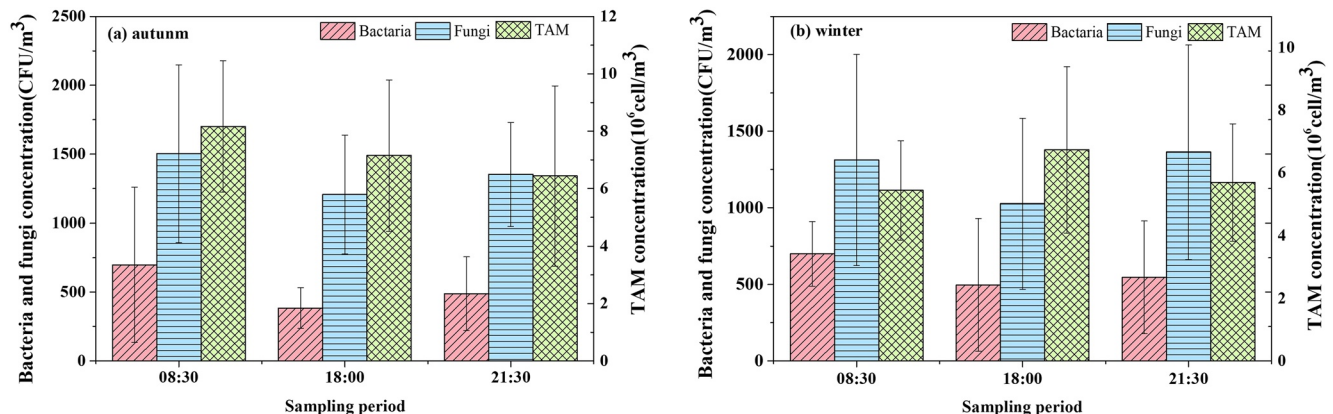 (a) autunm
Bactaria
Fungi
TAM
Bacteria and fungi concentration(CFU/m³)
2500
2000
1500
1000
500
0
TAM concentration(10⁶cell/m³)
12
10
8
6
4
2
0
08:30
18:00
21:30
Sampling period
(b) winter
Bactaria
Fungi
TAM
Bacteria and fungi concentration(CFU/m³)
2000
1500
1000
500
0
TAM concentration(10⁶cell/m³)
10
8
6
4
2
0
08:30
18:00
21:30
Sampling period